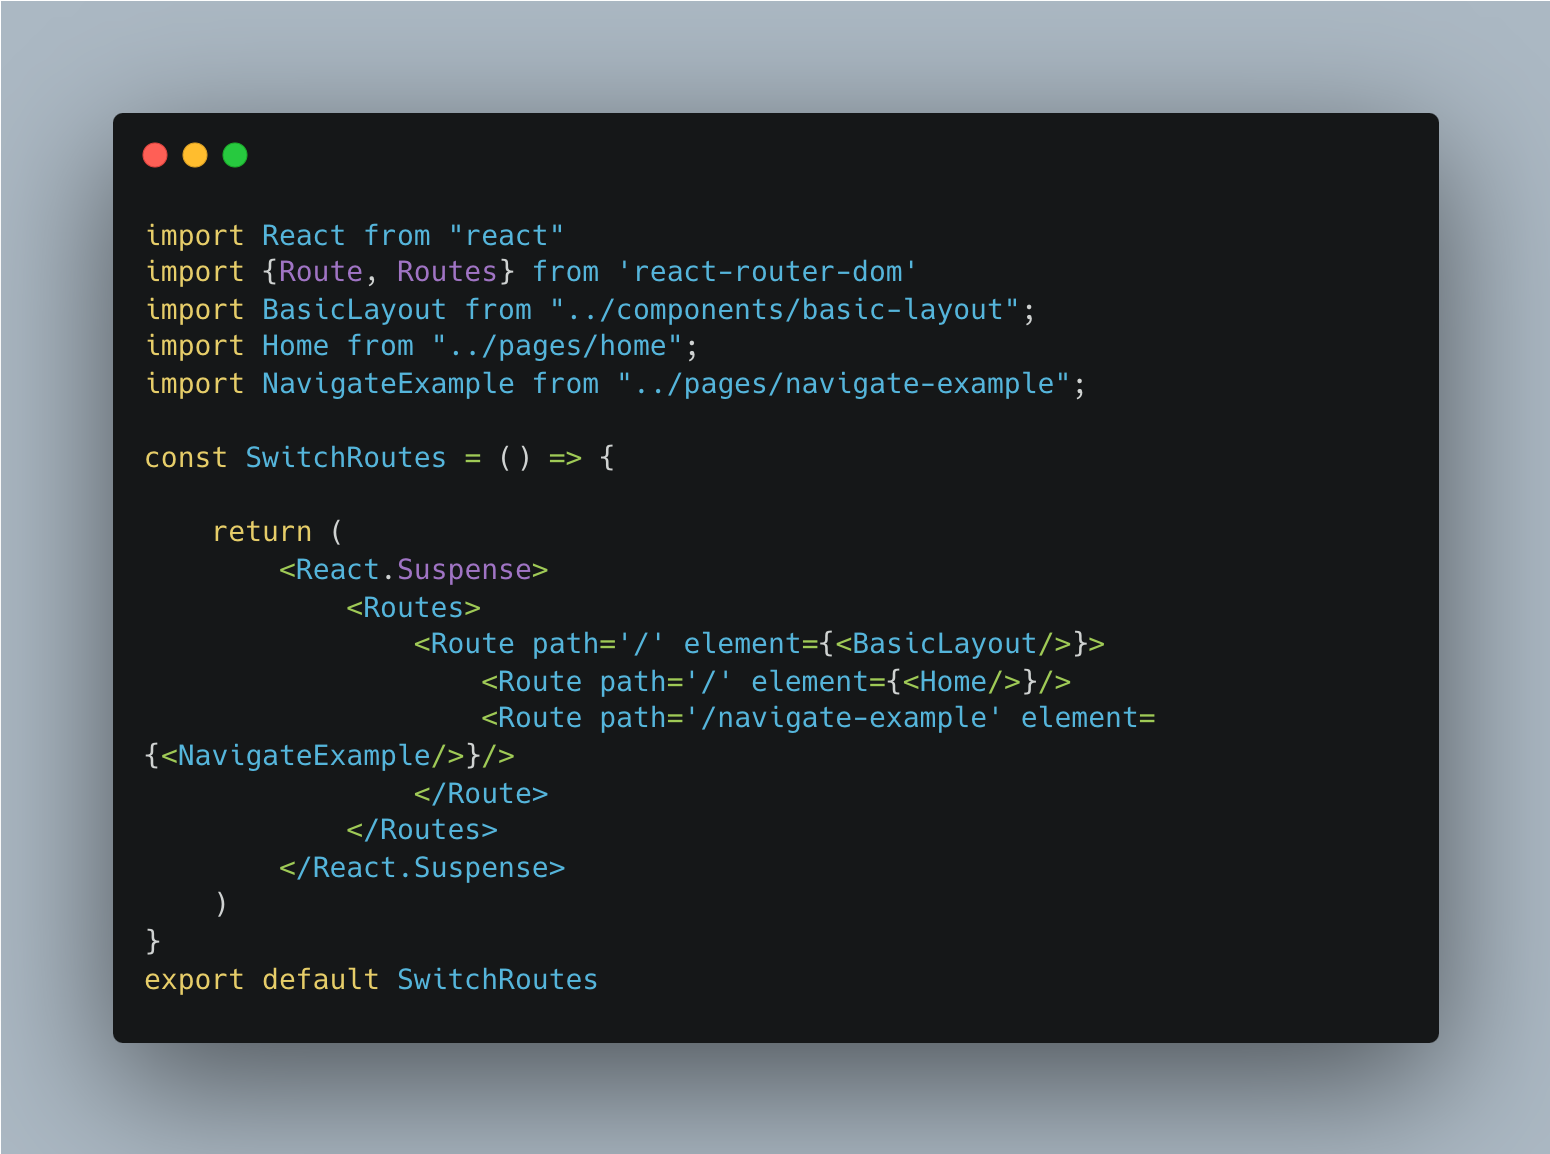 import React from "react"
import {Route, Routes} from 'react-router-dom'
import BasicLayout from "../components/basic-layout";
import Home from "../pages/home";
import NavigateExample from "../pages/navigate-example";

const SwitchRoutes = () => {

    return (
        <React.Suspense>
            <Routes>
                <Route path='/' element={<BasicLayout/>}>
                    <Route path='/' element={<Home/>}/>
                    <Route path='/navigate-example' element=
{<NavigateExample/>}/>
                </Route>
            </Routes>
        </React.Suspense>
    )
}
export default SwitchRoutes